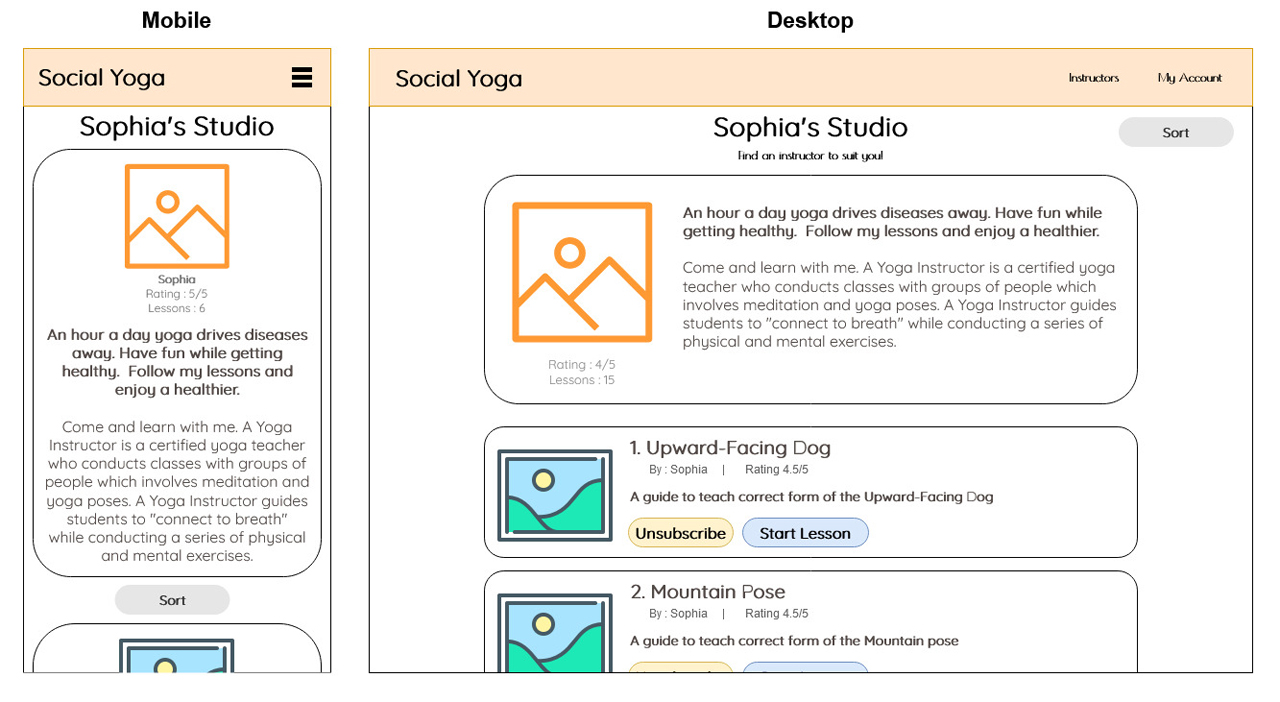 Mobile
Desktop
Social Yoga
Sophia's Studio
Sophia
Rating : 5/5
Lessons : 6
An hour a day yoga drives diseases
away. Have fun while getting
healthy.  Follow my lessons and
enjoy a healthier.
Come and learn with me. A Yoga
Instructor is a certified yoga teacher
who conducts classes with groups of
people which involves meditation and
yoga poses. A Yoga Instructor guides
students to "connect to breath"
while conducting a series of physical
and mental exercises.
Sort
Social Yoga
Instructors
My Account
Sophia's Studio
Sort
Find an instructor to suit you!
An hour a day yoga drives diseases away. Have fun while
getting healthy.  Follow my lessons and enjoy a healthier.
Come and learn with me. A Yoga Instructor is a certified yoga
teacher who conducts classes with groups of people which
involves meditation and yoga poses. A Yoga Instructor guides
students to "connect to breath" while conducting a series of
physical and mental exercises.
Rating : 4/5
Lessons : 15
1. Upward-Facing Dog
By : Sophia | Rating 4.5/5
A guide to teach correct form of the Upward-Facing Dog
Unsubscribe
Start Lesson
2. Mountain Pose
By : Sophia | Rating 4.5/5
A guide to teach correct form of the Mountain pose